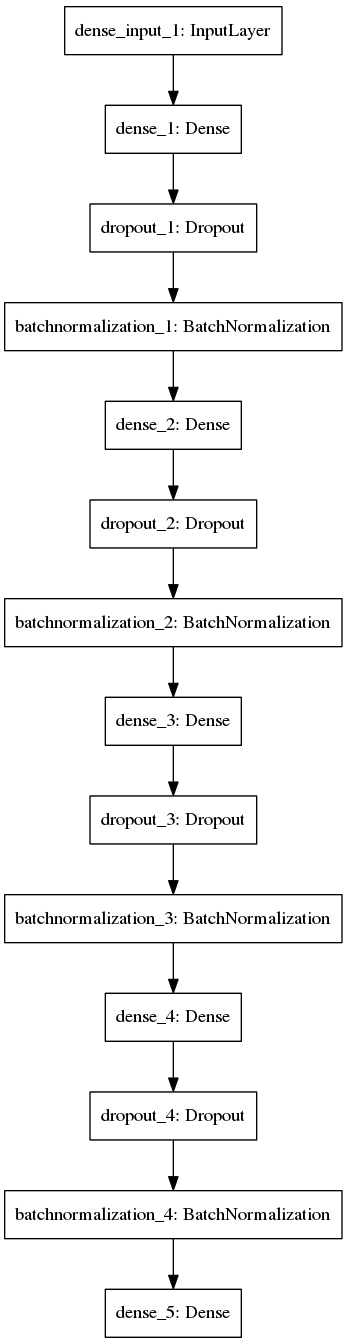 dense_input_1: InputLayer
dense_1: Dense
dropout_1: Dropout
batchnormalization_1: BatchNormalization
dense_2: Dense
dropout_2: Dropout
batchnormalization_2: BatchNormalization
dense_3: Dense
dropout_3: Dropout
batchnormalization_3: BatchNormalization
dense_4: Dense
dropout_4: Dropout
batchnormalization_4: BatchNormalization
dense_5: Dense